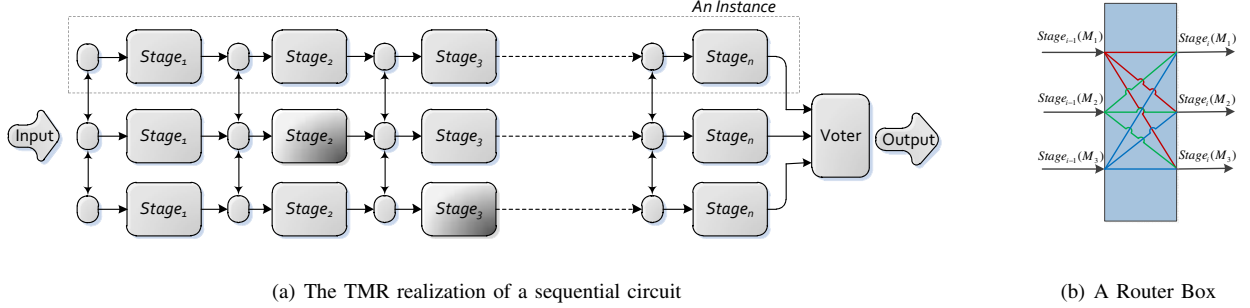 An Instance
Stage₁ Stage₂ Stage₃ Stageₙ
Input Stage₁ Stage₂ Stage₃ Stageₙ Voter Output
Stage₁ Stage₂ Stage₃ Stageₙ
(a) The TMR realization of a sequential circuit
Stageᵢ₋₁(M₁) Stageᵢ(M₁)
Stageᵢ₋₁(M₂) Stageᵢ(M₂)
Stageᵢ₋₁(M₃) Stageᵢ(M₃)
(b) A Router Box